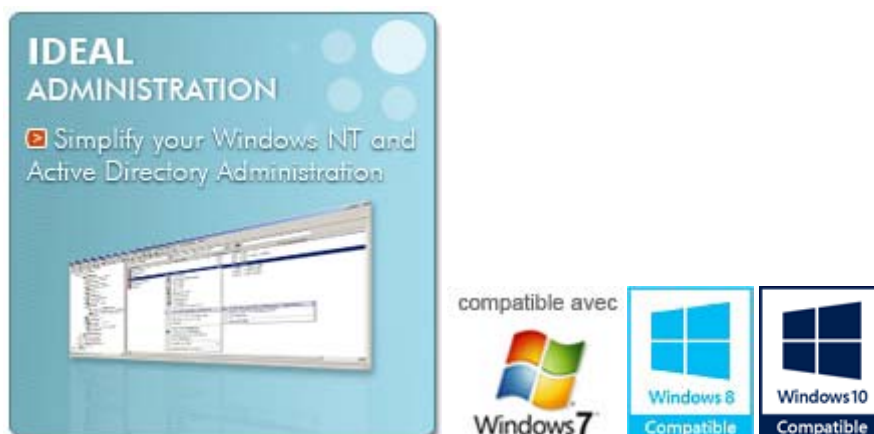 IDEAL
ADMINISTRATION
Simplify your Windows NT and
Active Directory Administration
compatible avec
Windows 7
Windows 8
Compatible
Windows 10
Compatible